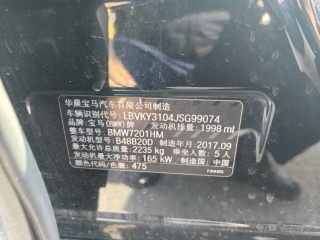 华晨宝马汽车有限公司制造
车辆识别代号: LBVKY3104JSG99074
品牌: 宝马(BMW)牌 发动机排量: 1998 ml
整车型号: BMW7201HM
发动机型号: B48B20D 制造年月: 2017.09
最大允许总质量: 2235 kg 乘坐人数: 5 人
发动机最大净功率: 165 kW 中国
颜色代码/色圈: 475